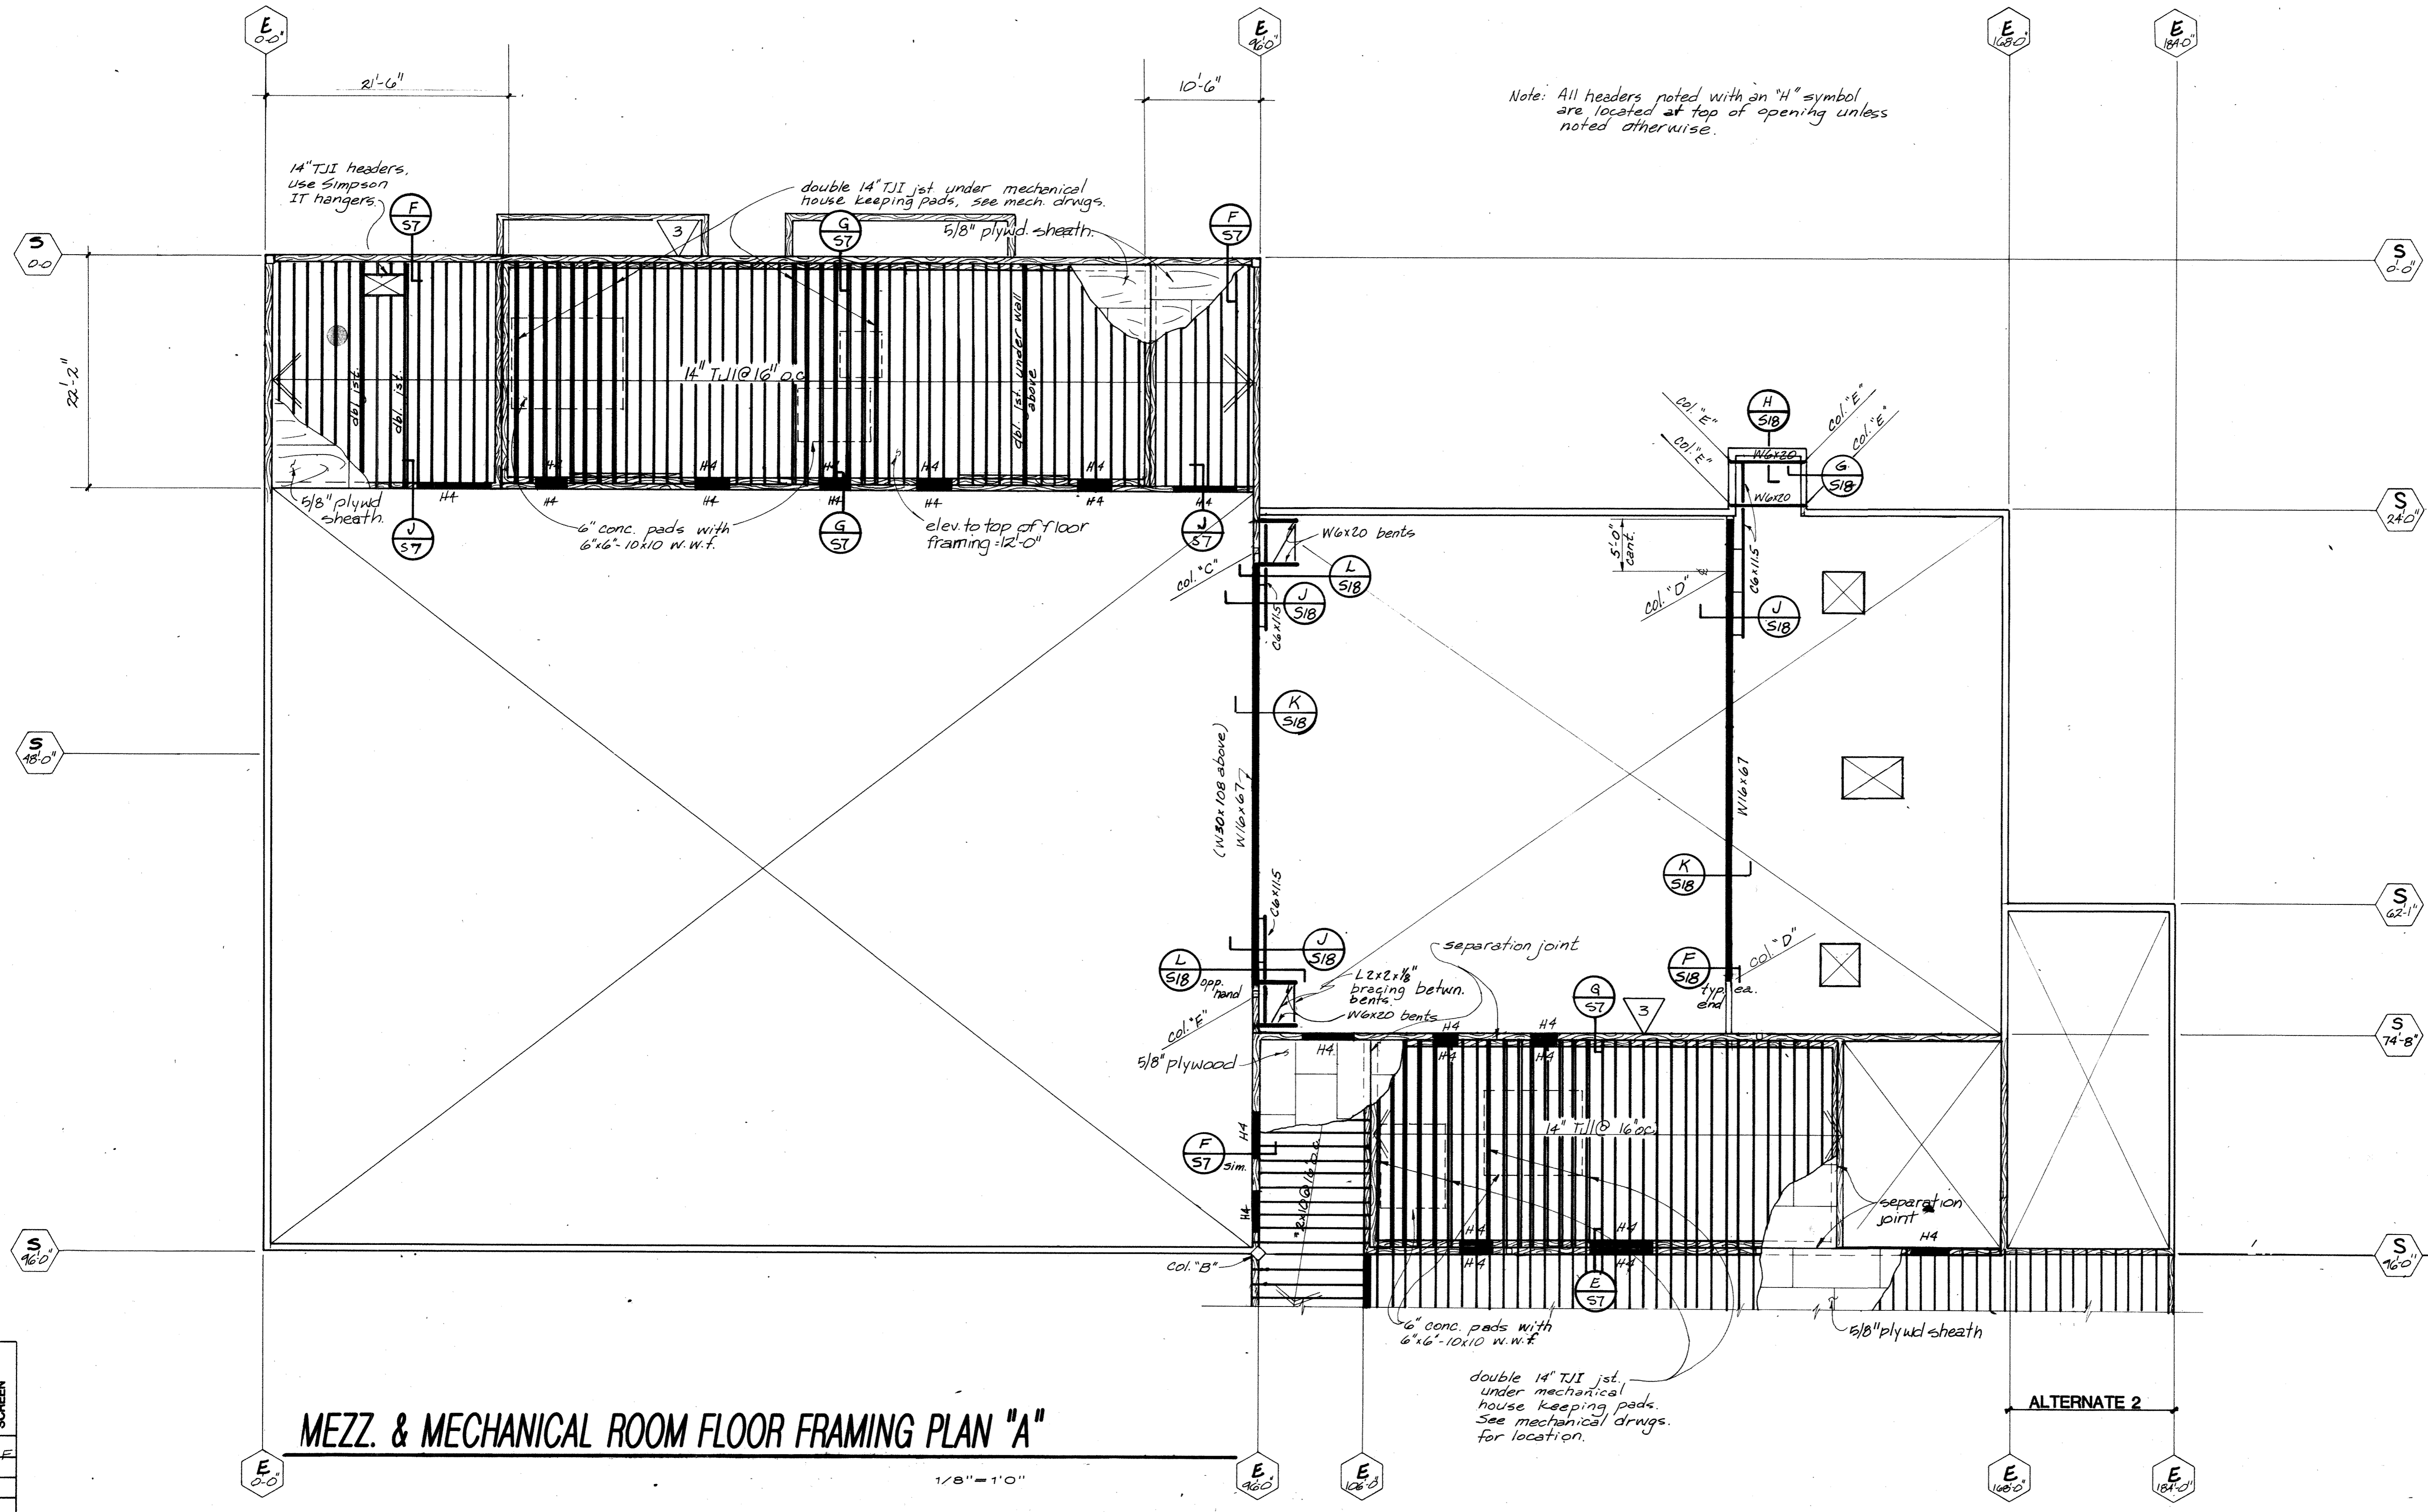 E
0'-0"
E
96'-0"
E
168'-0"
E
184'-0"
21'-6"
10'-6"
Note: All headers noted with an "H" symbol
are located at top of opening unless
noted otherwise.
14" TJI headers,
use Simpson
IT hangers.
F
S7
double 14" TJI jst. under mechanical
house keeping pads, see mech. drwgs.
G
S7
5/8" plywd. sheath.
F
S7
3
S
0-0
S
0'-0"
22'-2"
dbl. jst.
dbl. jst.
14" TJI @ 16" o.c.
dbl. jst. under wall
above
5/8" plywd
sheath.
H4
H4
H4
H4
H4
H4
H4
H4
H4
H4
H4
H4
J
S7
6" conc. pads with
6"x6"-10x10 w.w.f.
G
S7
elev. to top of floor
framing = 12'-0"
J
S7
col. "E"
col. "E"
H
S18
col. "E"
col. "E"
W6x20
G
S18
W6x20
S
24'-0"
W6x20 bents
5'-0"
cant.
C6x11.5
col. "C"
L
S18
J
S18
C6x11.5
col. "D"
J
S18
K
S18
S
48'-0"
(W30x108 above)
W16x67
W16x67
K
S18
C6x11.5
S
62'-1"
J
S18
L
S18
opp.
hand
separation joint
L2x2x1/8"
bracing betwn.
bents.
W6x20 bents
F
S18
typ. ea.
end
col. "D"
G
S7
3
col. "F"
H4
H4
H4
H4
H4
S
74'-8"
5/8" plywood
H4
F
S7
sim.
14" TJI @ 16" o.c.
2x10 @ 16" o.c.
H4
separation
joint
H4
H4
H4
H4
H4
S
96'-0"
S
96'-0"
col. "B"
E
S7
6" conc. pads with
6"x6"-10x10 w.w.f.
5/8" plywd sheath
double 14" TJI jst.
under mechanical
house keeping pads.
See mechanical drwgs.
for location.
ALTERNATE 2
SCREEN
MEZZ. & MECHANICAL ROOM FLOOR FRAMING PLAN "A"
1/8"=1'0"
E
0'-0"
E
96'-0"
E
106'-0"
E
168'-0"
E
184'-0"